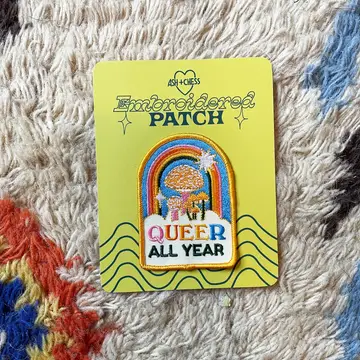 ASH + CHESS
Embroidered
PATCH
QUEER
ALL YEAR